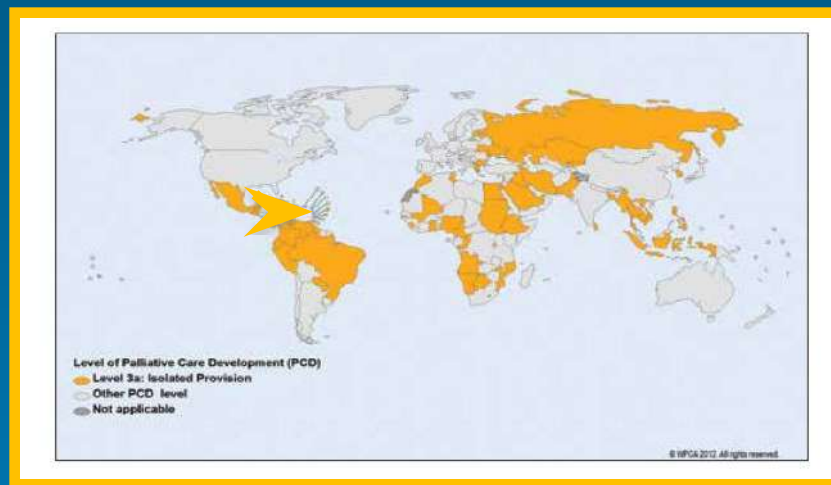 Level of Palliative Care Development (PCD)
Level 3a: Isolated Provision
Other PCD level
Not applicable
© WPCA 2012. All rights reserved.